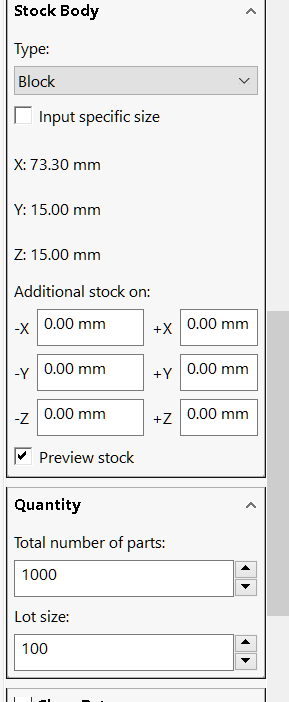 Stock Body
Type:
Block
Input specific size
X: 73.30 mm
Y: 15.00 mm
Z: 15.00 mm
Additional stock on:
-X 0.00 mm +X 0.00 mm
-Y 0.00 mm +Y 0.00 mm
-Z 0.00 mm +Z 0.00 mm
Preview stock
Quantity
Total number of parts:
1000
Lot size:
100